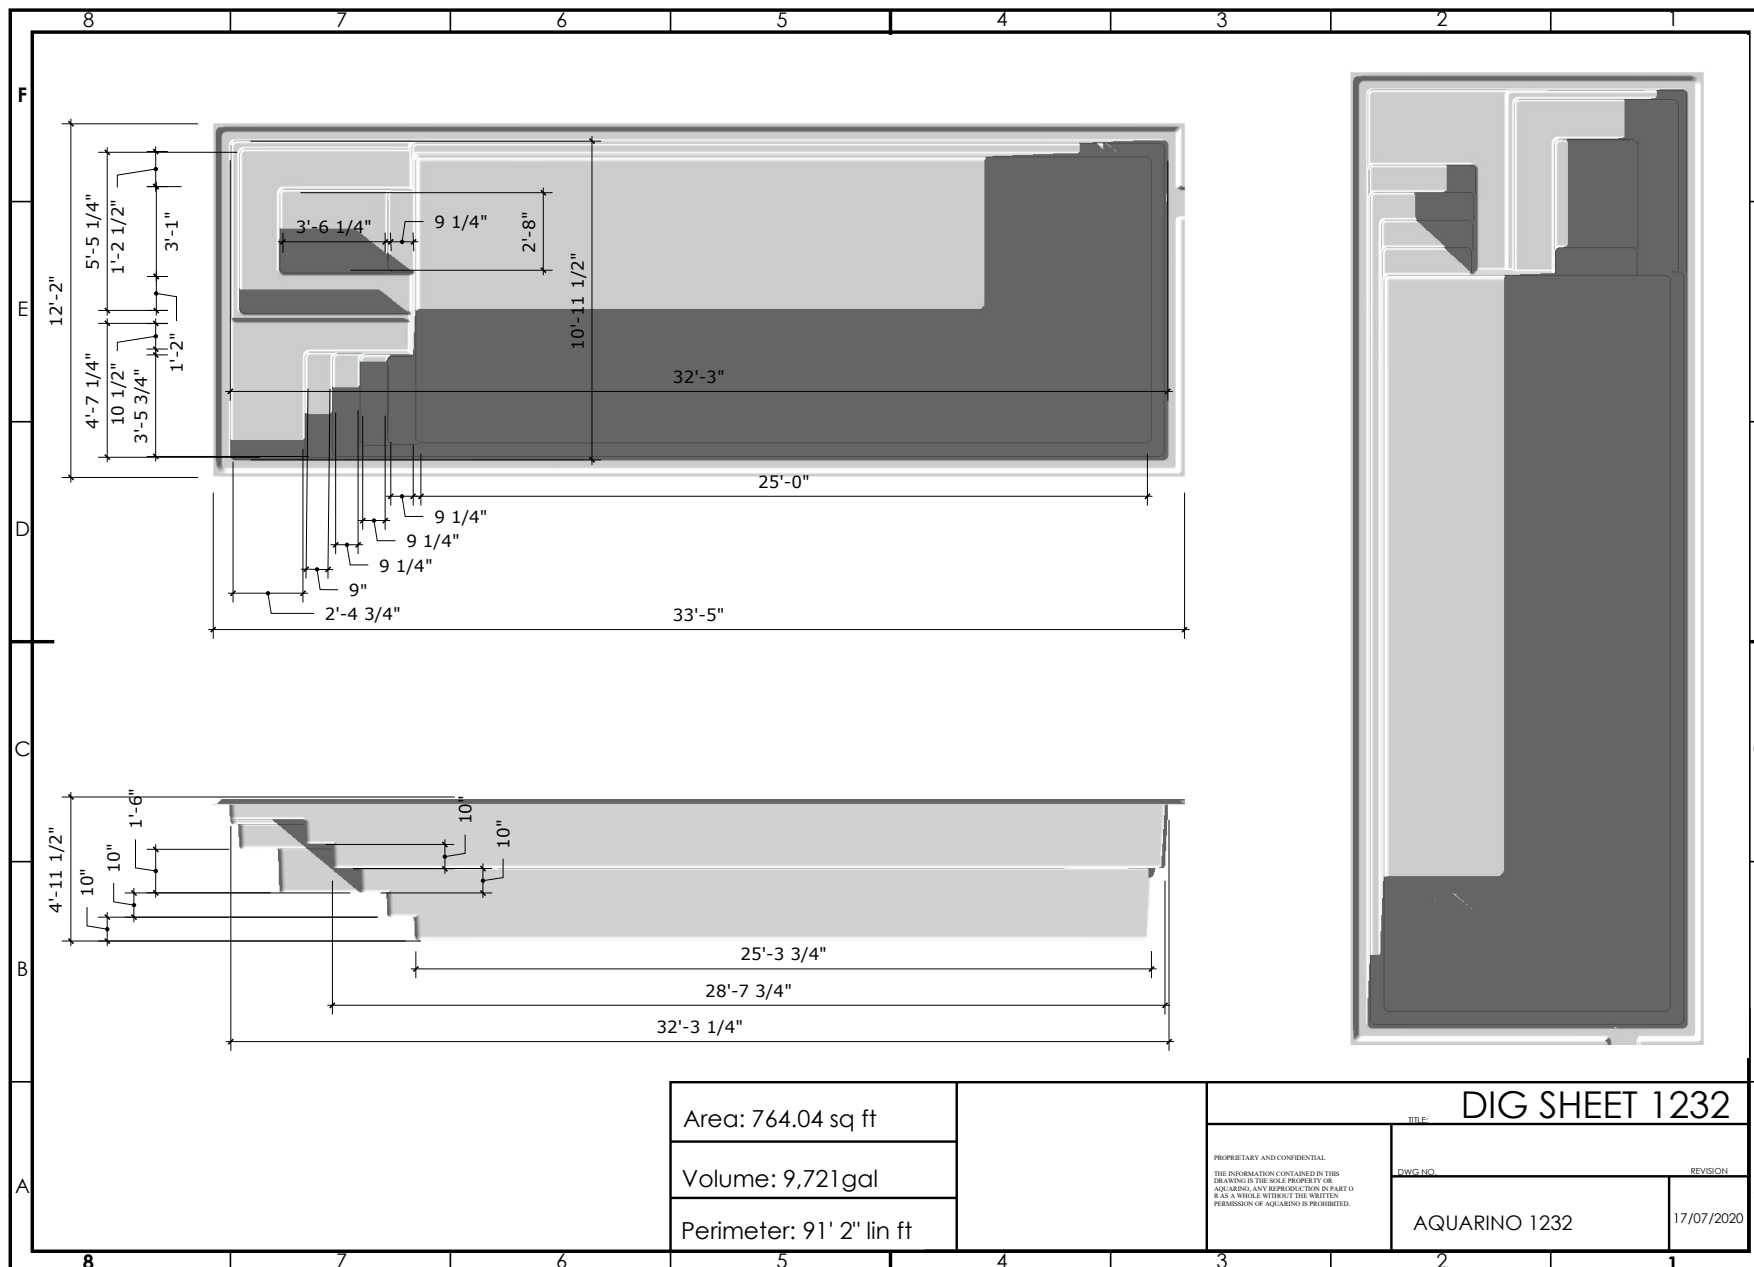 8 7 6 5 4 3 2 1
F
E
D
C
B
A
12'-2"
5'-5 1/4"
1'-2 1/2"
3'-1"
1'-2"
4'-7 1/4"
10 1/2"
3'-5 3/4"
3'-6 1/4"
9 1/4"
2'-8"
10'-11 1/2"
32'-3"
25'-0"
9 1/4"
9 1/4"
9 1/4"
9"
2'-4 3/4"
33'-5"
4'-11 1/2"
10"
10"
1'-6"
10"
10"
25'-3 3/4"
28'-7 3/4"
32'-3 1/4"
Area: 764.04 sq ft
Volume: 9,721gal
Perimeter: 91' 2" lin ft
TITLE:
DIG SHEET 1232
PROPRIETARY AND CONFIDENTIAL
THE INFORMATION CONTAINED IN THIS
DRAWING IS THE SOLE PROPERTY OR
AQUARINO, ANY REPRODUCTION IN PART O
R AS A WHOLE WITHOUT THE WRITTEN
PERMISSION OF AQUARINO IS PROHIBITED.
DWG NO.
REVISION
AQUARINO 1232
17/07/2020
8 7 6 5 4 3 2 1